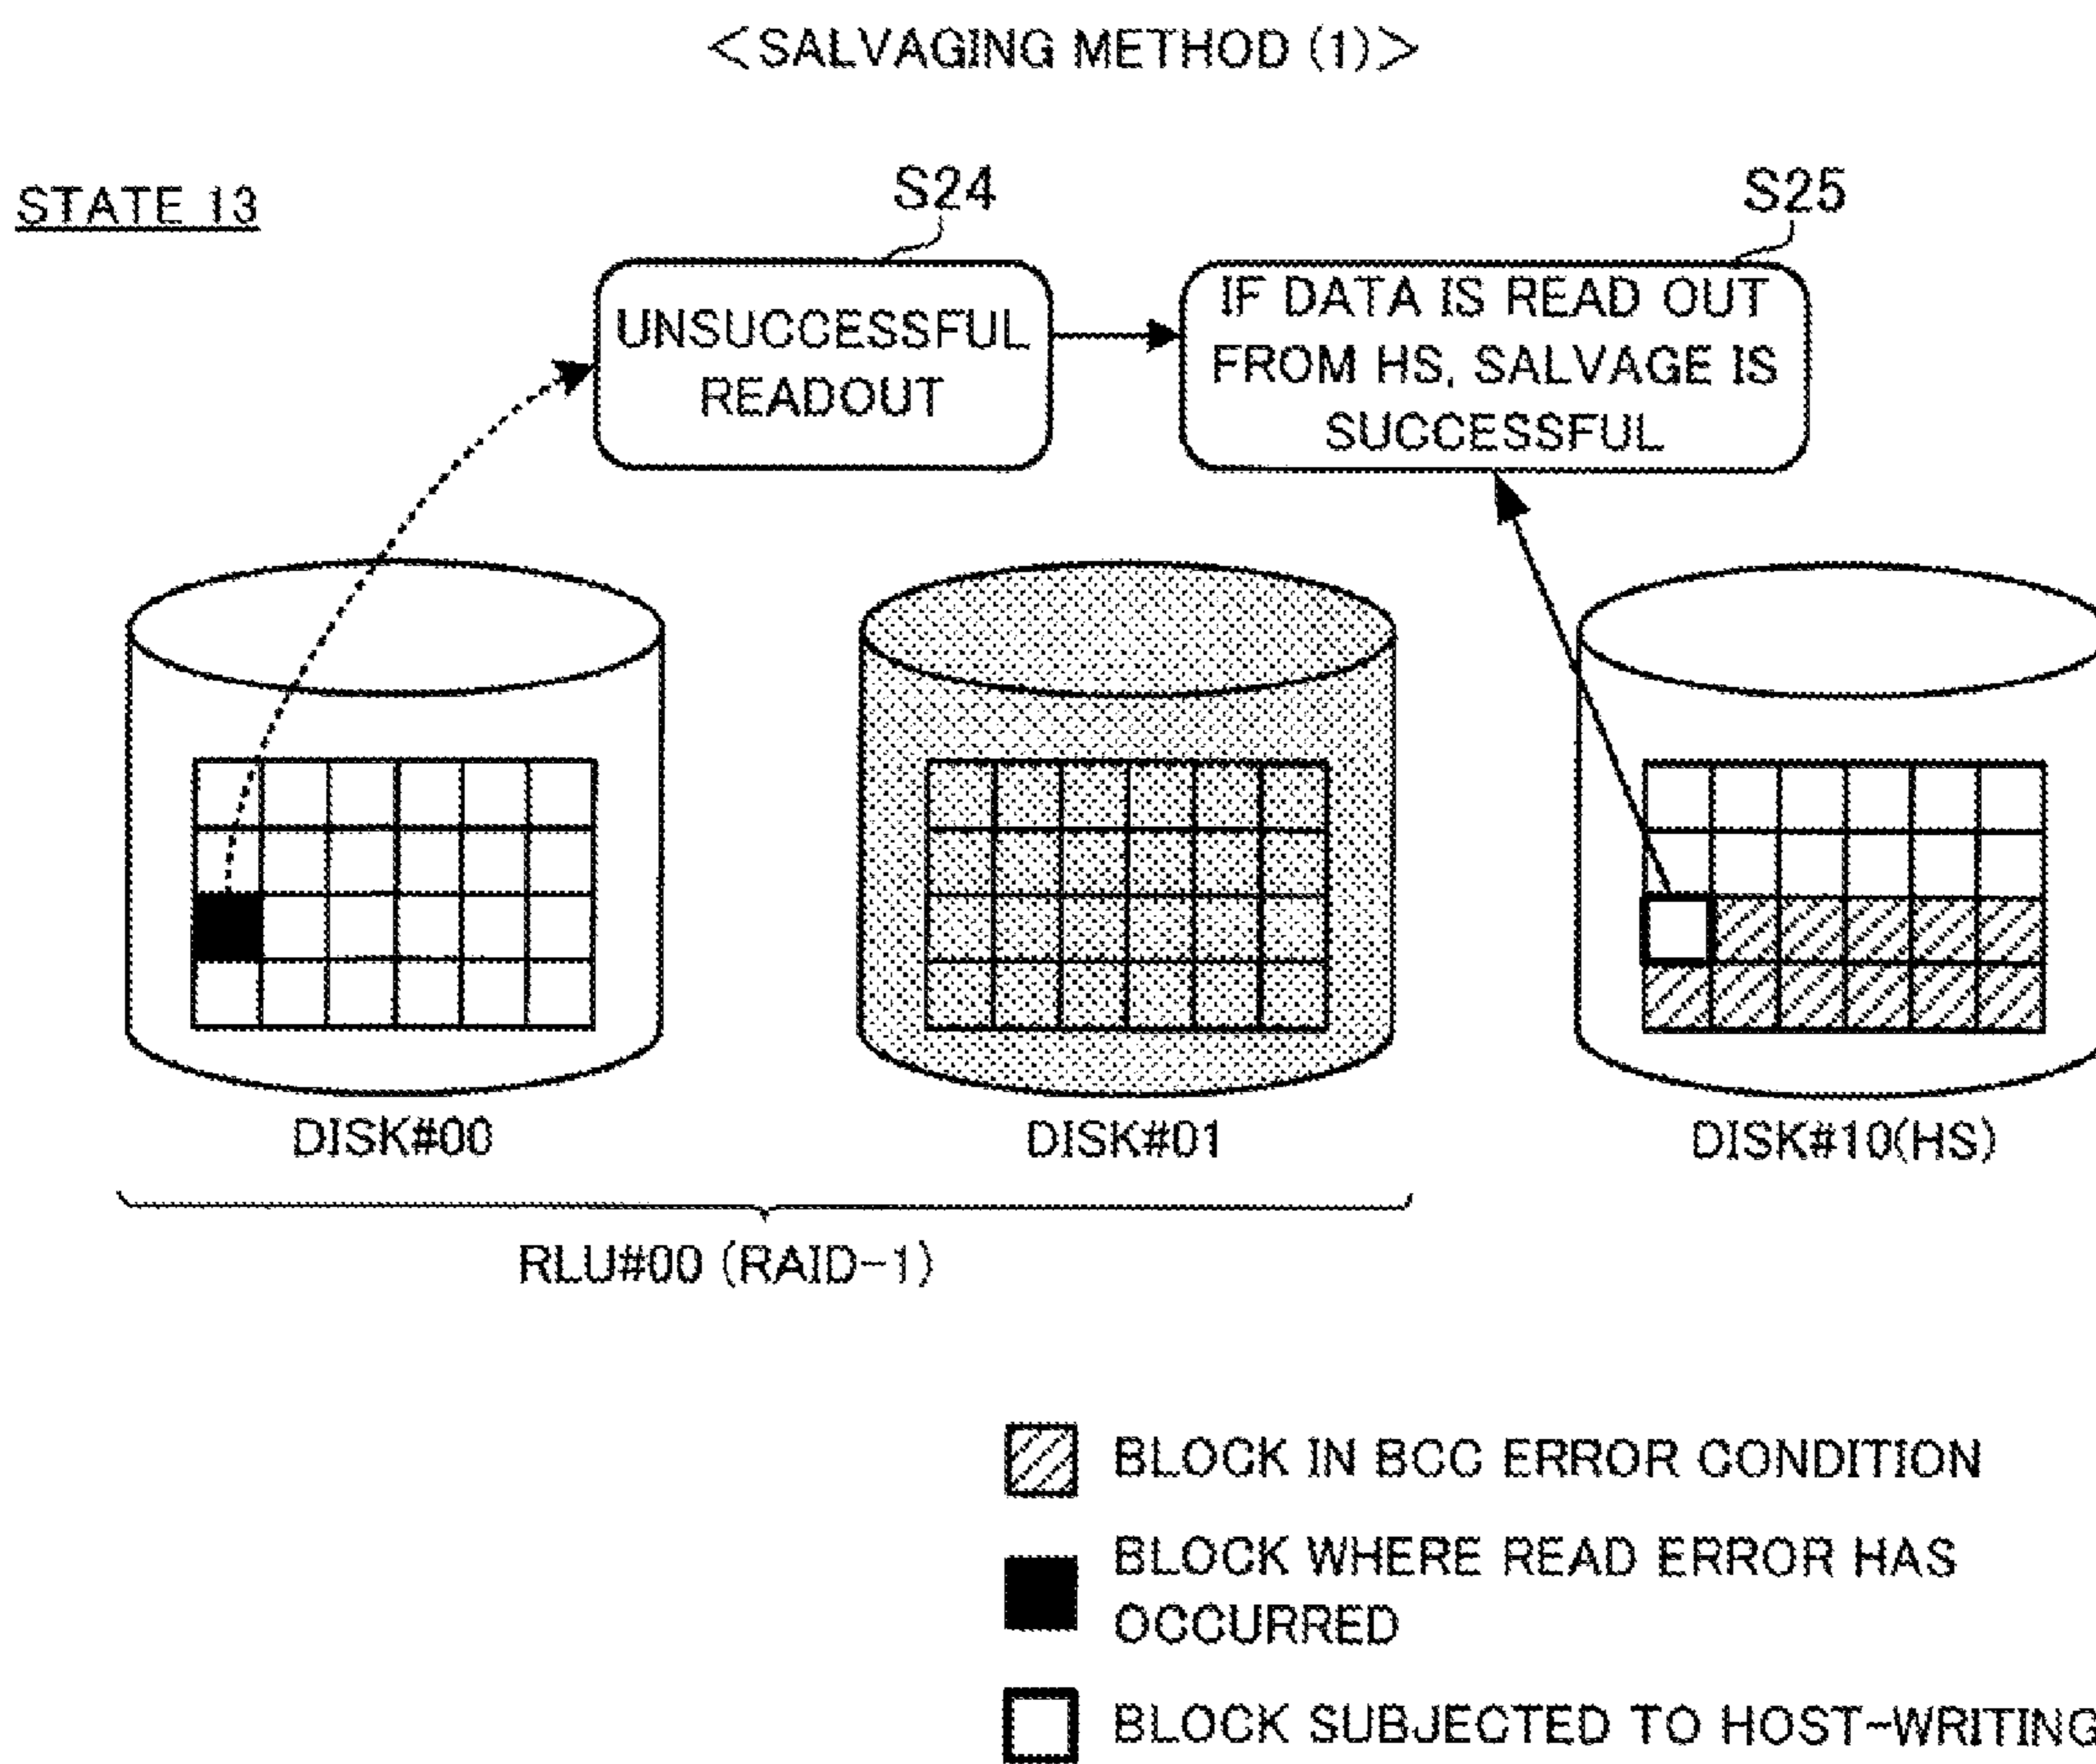 <SALVAGING METHOD (1)>
STATE 13
S24
S25
UNSUCCESSFUL
READOUT
IF DATA IS READ OUT
FROM HS, SALVAGE IS
SUCCESSFUL
DISK#00
DISK#01
DISK#10(HS)
RLU#00 (RAID-1)
BLOCK IN BCC ERROR CONDITION
BLOCK WHERE READ ERROR HAS
OCCURRED
BLOCK SUBJECTED TO HOST-WRITING